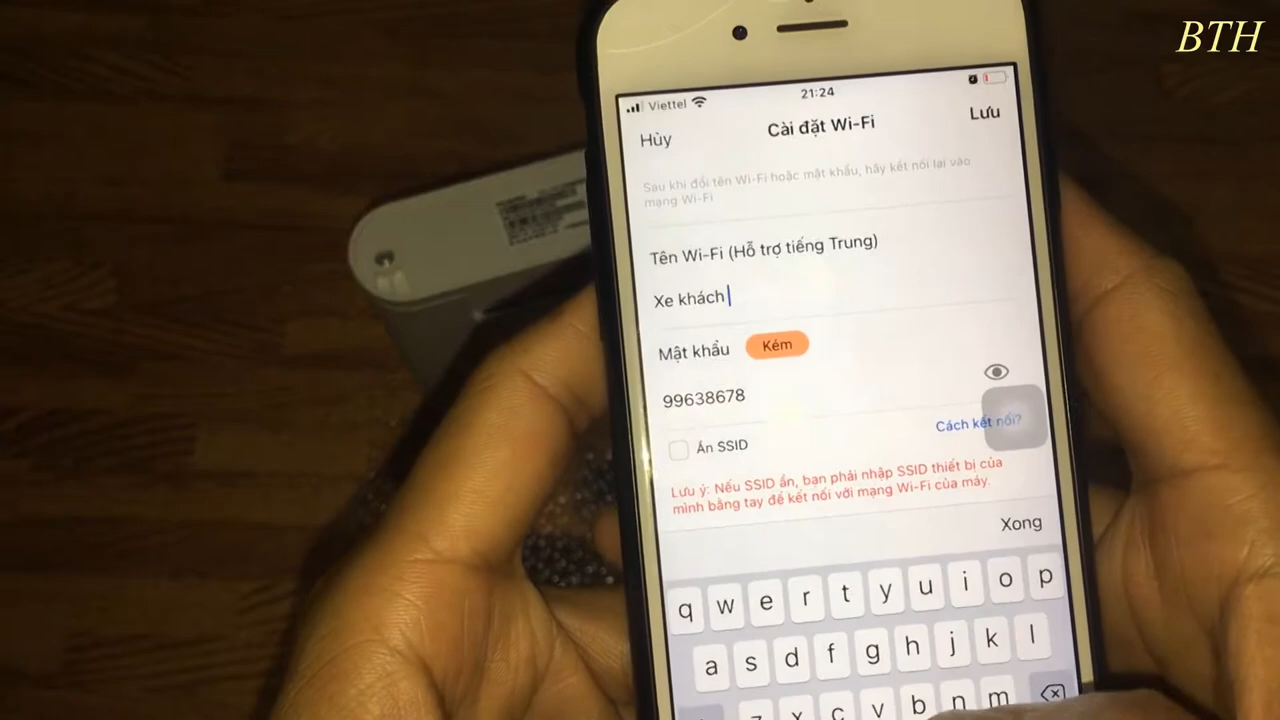 BTH
Viettel
21:24
Hủy
Cài đặt Wi-Fi
Lưu
Sau khi đổi tên Wi-Fi hoặc mật khẩu, hãy kết nối lại vào
mạng Wi-Fi
Tên Wi-Fi (Hỗ trợ tiếng Trung)
Xe khách
Mật khẩu
Kém
99638678
Cách kết nối?
Ẩn SSID
Lưu ý: Nếu SSID ẩn, bạn phải nhập SSID thiết bị của
mình bằng tay để kết nối với mạng Wi-Fi của máy.
Xong
q w e r t y u i o p
a s d f g h j k l
z x c v b n m